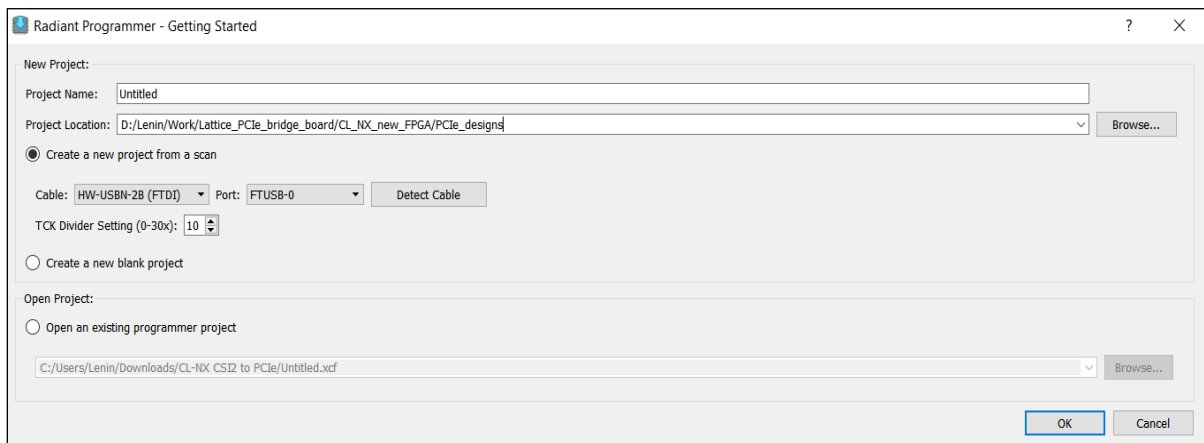 Radiant Programmer - Getting Started ?
New Project:
Project Name: Untitled
Project Location: D:/Lenin/Work/Lattice_PCIe_bridge_board/CL_NX_new_FPGA/PCIe_designs Browse...
Create a new project from a scan
Cable: HW-USBN-2B (FTDI) Port: FTUSB-0 Detect Cable
TCK Divider Setting (0-30x): 10
Create a new blank project
Open Project:
Open an existing programmer project
C:/Users/Lenin/Downloads/CL-NX CSI2 to PCIe/Untitled.xcf Browse...
OK Cancel